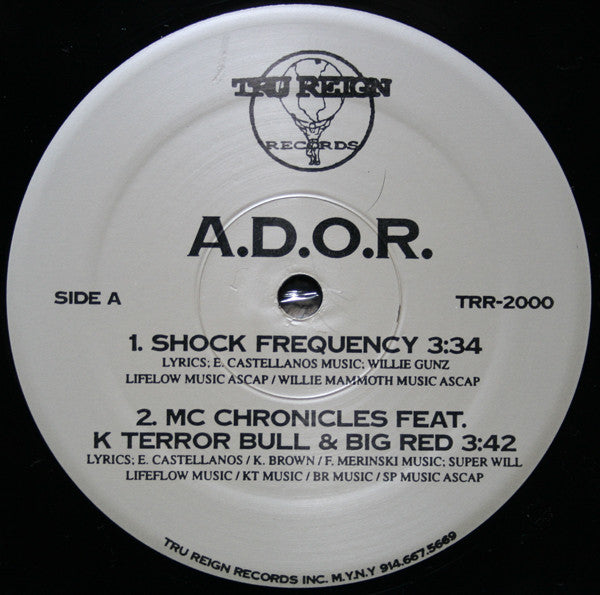 TRU REIGN
RECORDS
A.D.O.R.
SIDE A
TRR-2000
1. SHOCK FREQUENCY 3:34
LYRICS; E. CASTELLANOS MUSIC; WILLIE GUNZ
LIFELOW MUSIC ASCAP / WILLIE MAMMOTH MUSIC ASCAP
2. MC CHRONICLES FEAT.
K TERROR BULL & BIG RED 3:42
LYRICS; E. CASTELLANOS / K. BROWN / F. MERINSKI MUSIC; SUPER WILL
LIFEFLOW MUSIC / KT MUSIC / BR MUSIC / SP MUSIC ASCAP
TRU REIGN RECORDS INC. M.Y.N.Y 914.667.5669